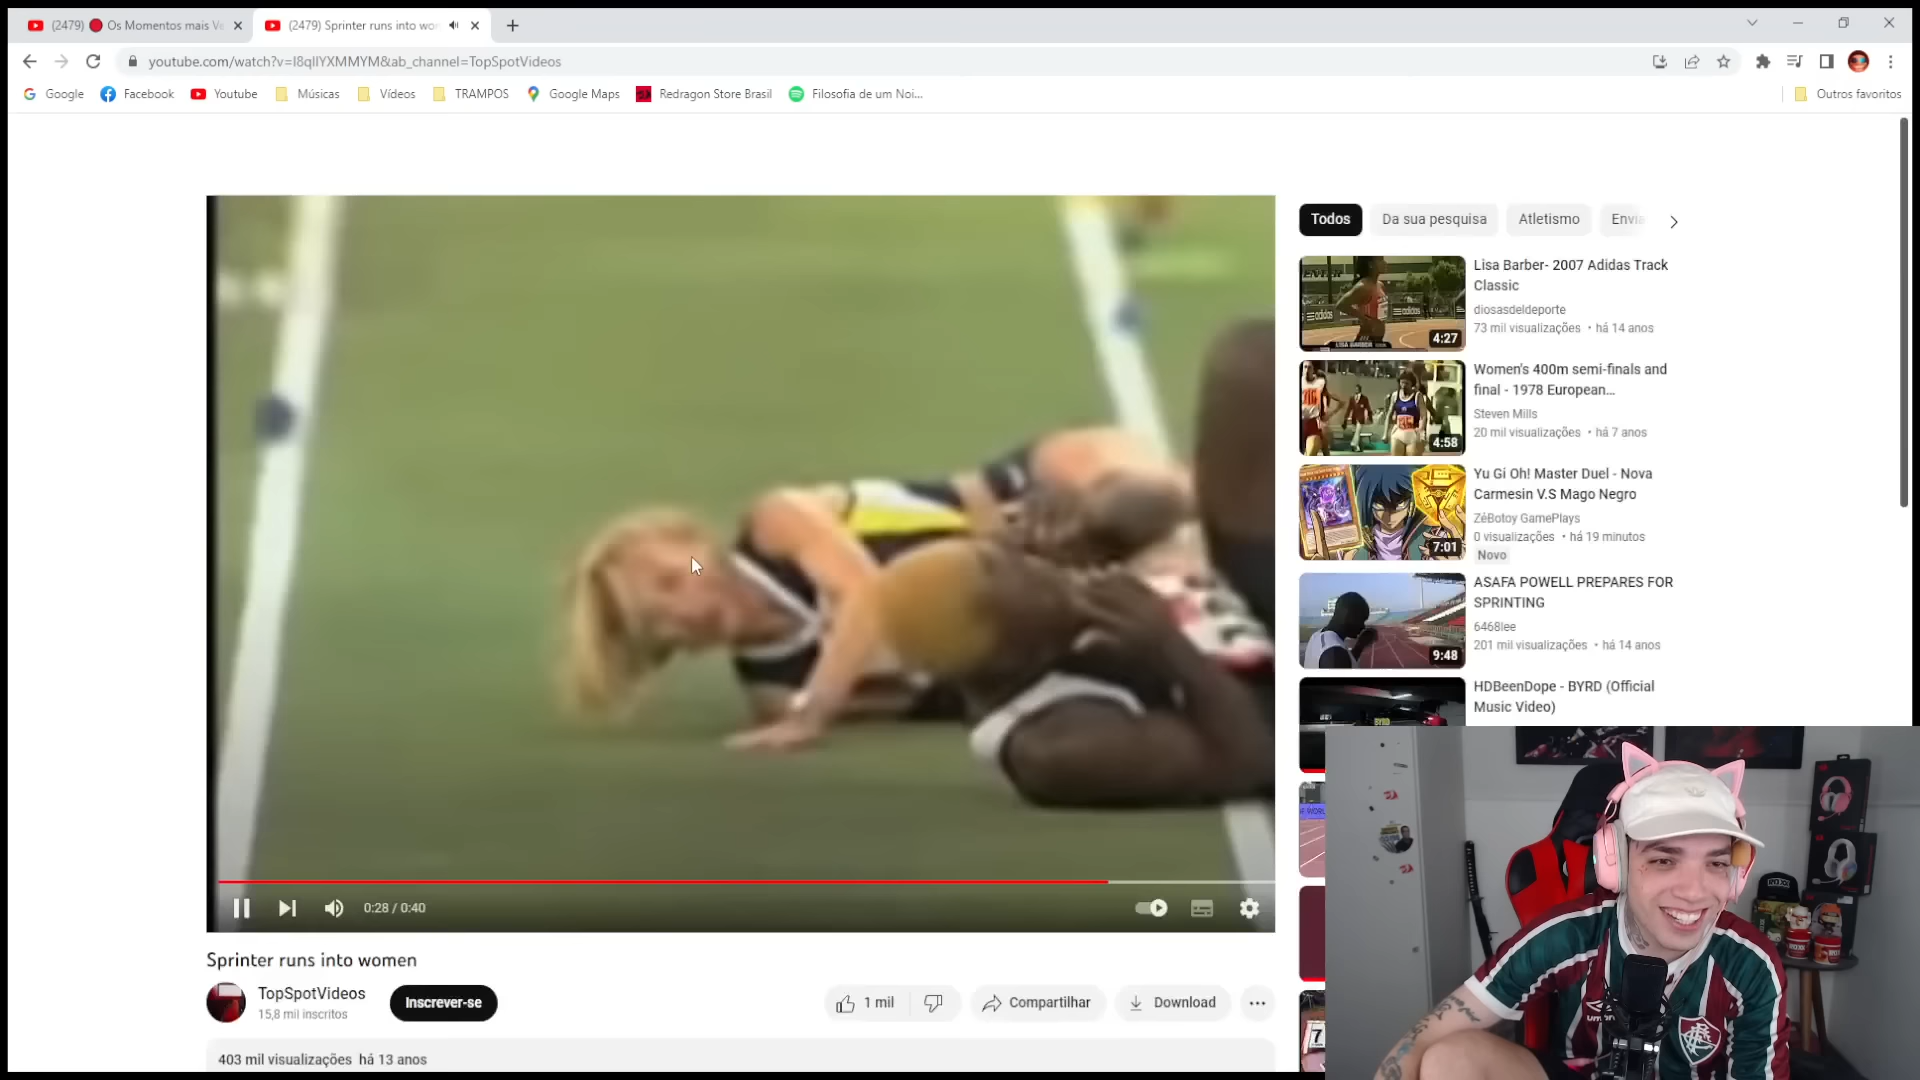 (2479) 🔴 Os Momentos mais Ve
(2479) Sprinter runs into wo
youtube.com/watch?v=I8qIIYXMMYM&ab_channel=TopSpotVideos
Google
Facebook
Youtube
Músicas
Vídeos
TRAMPOS
Google Maps
Redragon Store Brasil
Filosofia de um Noi...
Outros favoritos
Todos
Da sua pesquisa
Atletismo
Lisa Barber- 2007 Adidas Track
Classic
diosasdeldeporte
73 mil visualizações • há 14 anos
4:27
Women's 400m semi-finals and
final - 1978 European...
Steven Mills
20 mil visualizações • há 7 anos
4:58
Yu Gi Oh! Master Duel - Nova
Carmesin V.S Mago Negro
ZéBotoy GamePlays
0 visualizações • há 19 minutos
Novo
7:01
ASAFA POWELL PREPARES FOR
SPRINTING
6468lee
201 mil visualizações • há 14 anos
9:48
HDBeenDope - BYRD (Official
Music Video)
0:28 / 0:40
Sprinter runs into women
TopSpotVideos
15,8 mil inscritos
Inscrever-se
1 mil
Compartilhar
Download
403 mil visualizações há 13 anos